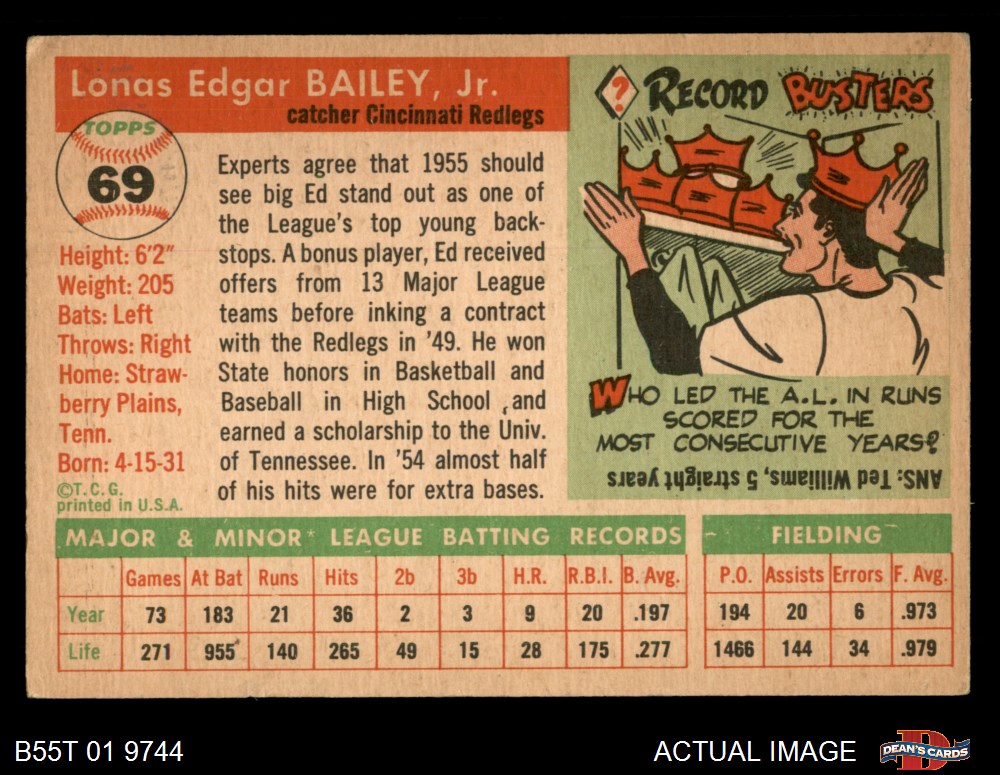 Lonas Edgar BAILEY, Jr.
catcher Cincinnati Redlegs
TOPPS
69
Height: 6'2"
Weight: 205
Bats: Left
Throws: Right
Home: Straw-
berry Plains,
Tenn.
Born: 4-15-31
©T.C.G.
printed in U.S.A.
Experts agree that 1955 should
see big Ed stand out as one of
the League's top young back-
stops. A bonus player, Ed received
offers from 13 Major League
teams before inking a contract
with the Redlegs in '49. He won
State honors in Basketball and
Baseball in High School and
earned a scholarship to the Univ.
of Tennessee. In '54 almost half
of his hits were for extra bases.
? RECORD BUSTERS
WHO LED THE A.L. IN RUNS
SCORED FOR THE
MOST CONSECUTIVE YEARS?
ANS: Ted Williams, 5 straight years
MAJOR & MINOR LEAGUE BATTING RECORDS
Games At Bat Runs Hits 2b 3b H.R. R.B.I. B. Avg.
Year 73 183 21 36 2 3 9 20 .197
Life 271 955 140 265 49 15 28 175 .277
FIELDING
P.O. Assists Errors F. Avg.
194 20 6 .973
1466 144 34 .979
B55T 01 9744
ACTUAL IMAGE
D
DEAN'S CARDS